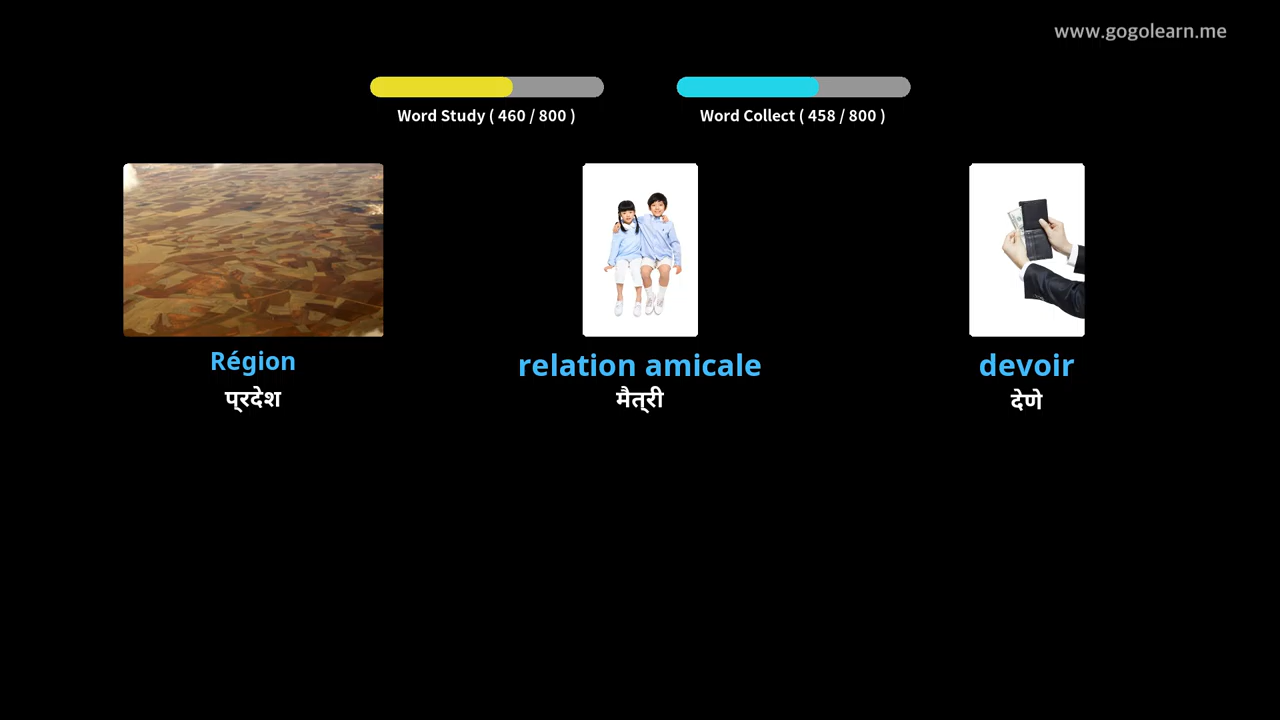 www.gogolearn.me
Word Study ( 460 / 800 )
Word Collect ( 458 / 800 )
Région
प्रदेश
relation amicale
मैत्री
devoir
देणे